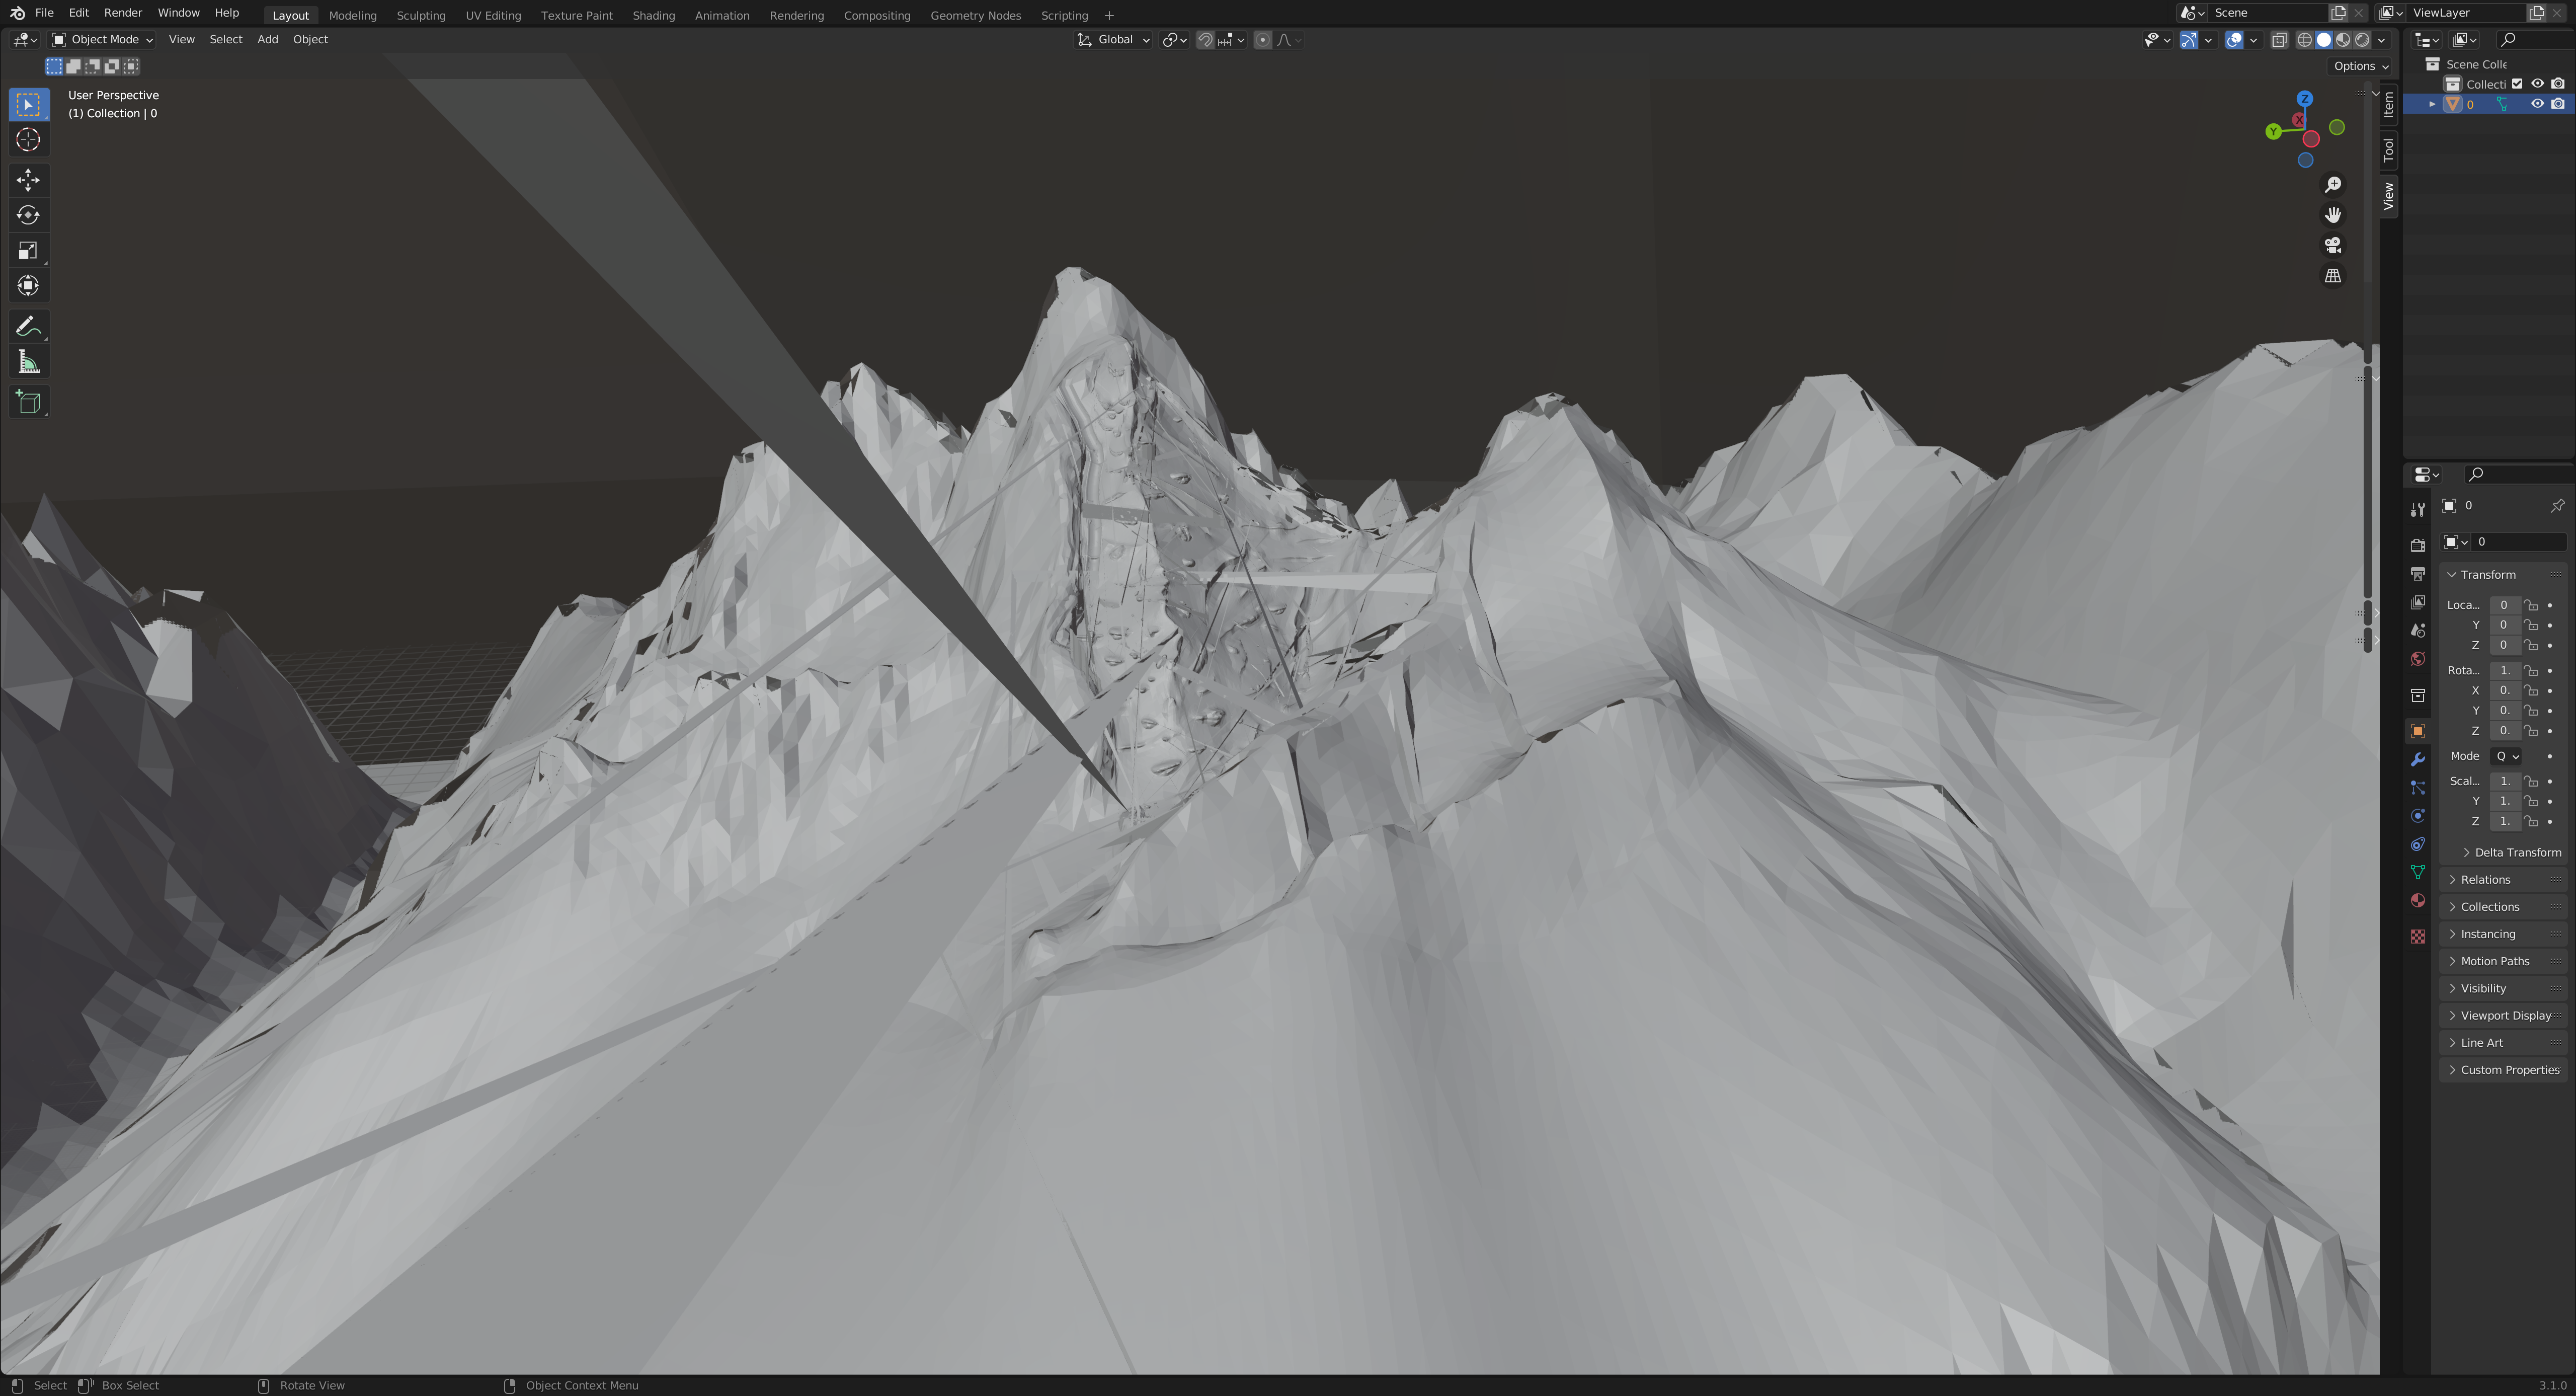 File Edit Render Window Help
Layout Modeling Sculpting UV Editing Texture Paint Shading Animation Rendering Compositing Geometry Nodes Scripting +
Scene
ViewLayer
Object Mode View Select Add Object
Global
Options
User Perspective
(1) Collection | 0
Z
Y
X
Item
Tool
View
Scene Colle
Collecti
0
0
0
Transform
Loca... 0
Y 0
Z 0
Rota... 1.
X 0.
Y 0.
Z 0.
Mode Q
Scal... 1.
Y 1.
Z 1.
Delta Transform
Relations
Collections
Instancing
Motion Paths
Visibility
Viewport Display
Line Art
Custom Properties
Select Box Select Rotate View Object Context Menu
3.1.0